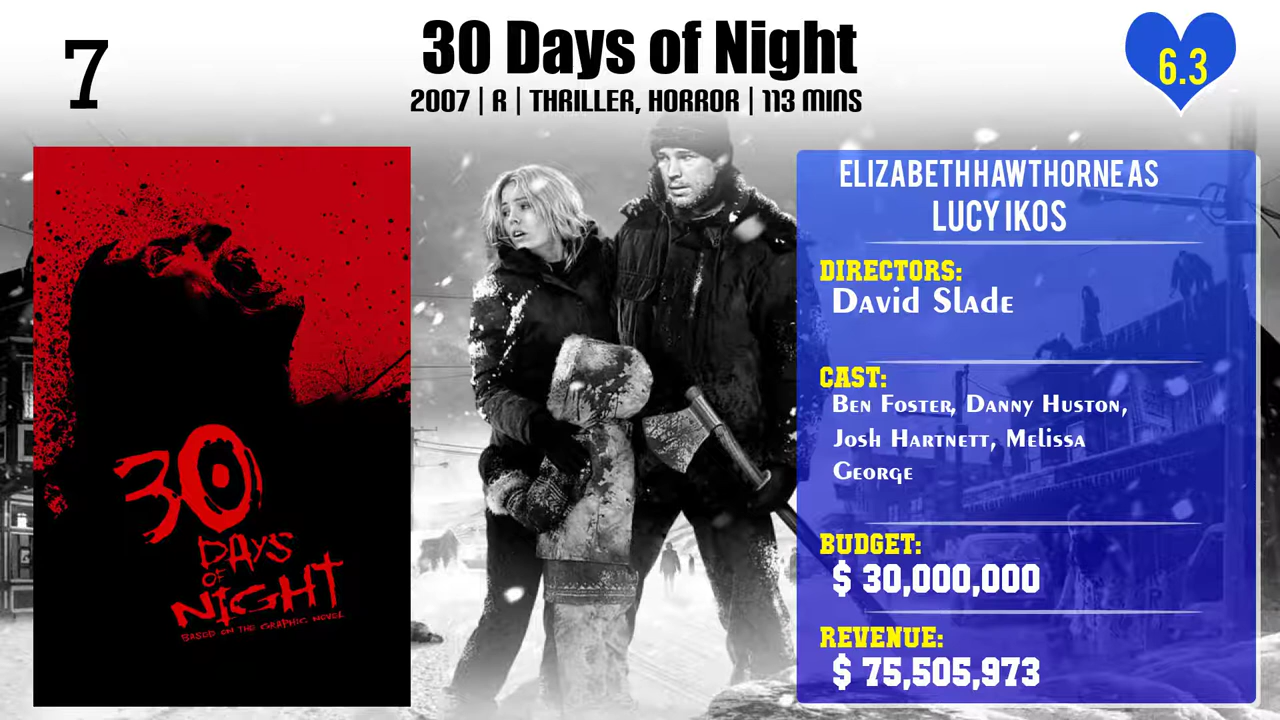 7
30 Days of Night
2007 | R | THRILLER, HORROR | 113 MINS
6.3
30
DAYS
OF
NIGHT
BASED ON THE GRAPHIC NOVEL
ELIZABETH HAWTHORNE AS
LUCY IKOS
DIRECTORS:
David Slade
CAST:
Ben Foster, Danny Huston,
Josh Hartnett, Melissa
George
BUDGET:
$ 30,000,000
REVENUE:
$ 75,505,973